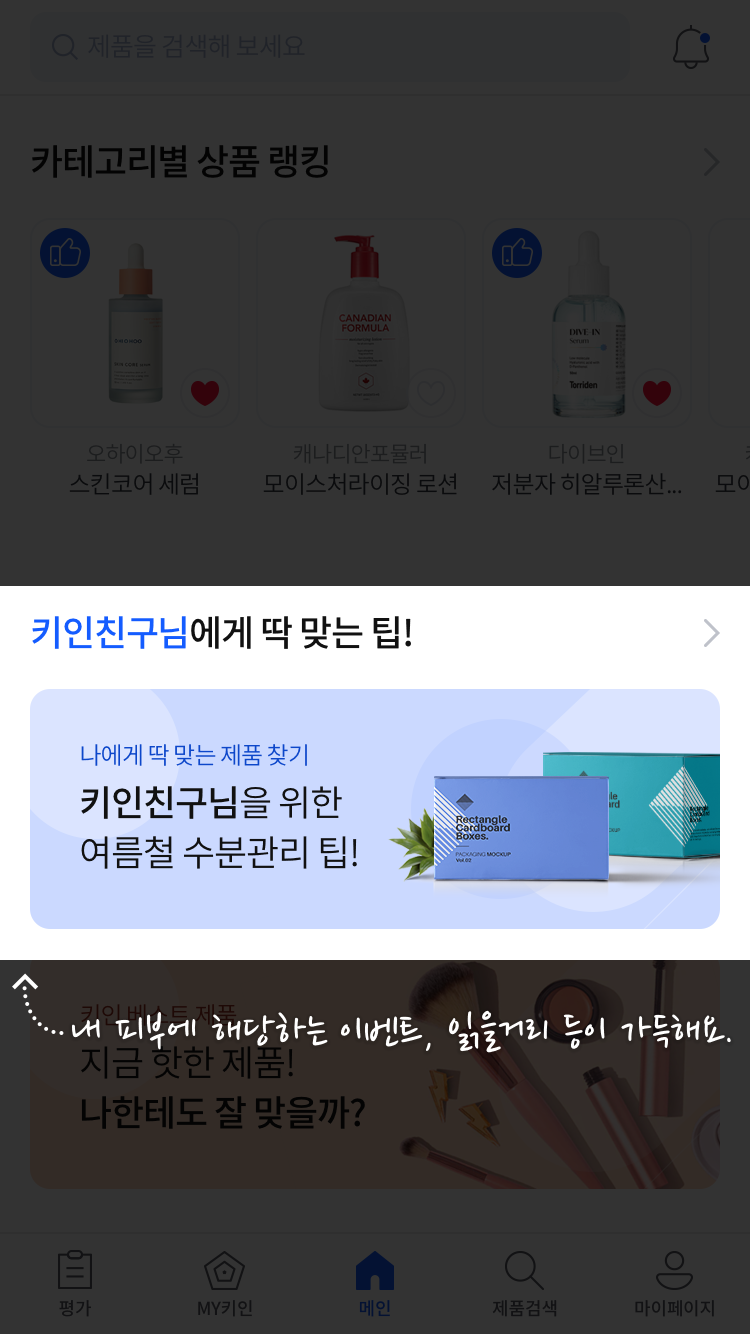 제품을 검색해 보세요
카테고리별 상품 랭킹
CANADIAN
FORMULA
DIVE-IN
Serum
Torriden
오하이오후
스킨코어 세럼
캐나디안포뮬러
모이스처라이징 로션
다이브인
저분자 히알루론산...
키인친구님에게 딱 맞는 팁!
나에게 딱 맞는 제품 찾기
키인친구님을 위한
여름철 수분관리 팁!
Rectangle
Cardboard
Boxes.
PACKAGING MOCKUP
Vol.02
키인 베스트 제품
내 피부에 해당하는 이벤트, 읽을거리 등이 가득해요.
지금 핫한 제품!
나한테도 잘 맞을까?
평가
MY키인
메인
제품검색
마이페이지